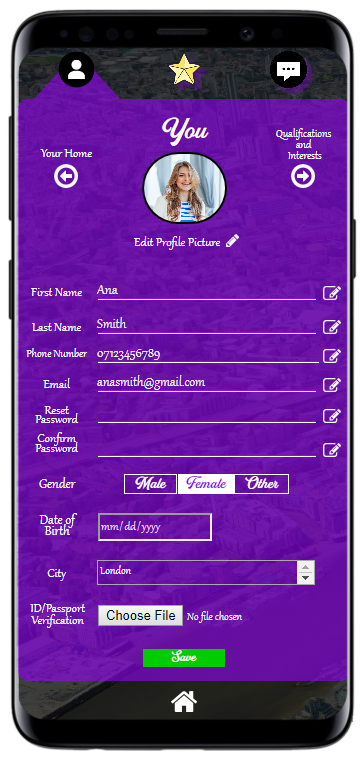 You
Your Home
Qualifications
and
Interests
Edit Profile Picture
First Name Ana
Last Name Smith
Phone Number 07123456789
Email anasmith@gmail.com
Reset
Password
Confirm
Password
Gender Male Female Other
Date of
Birth
mm/dd/yyyy
City London
ID/Passport
Verification
Choose File No file chosen
Save